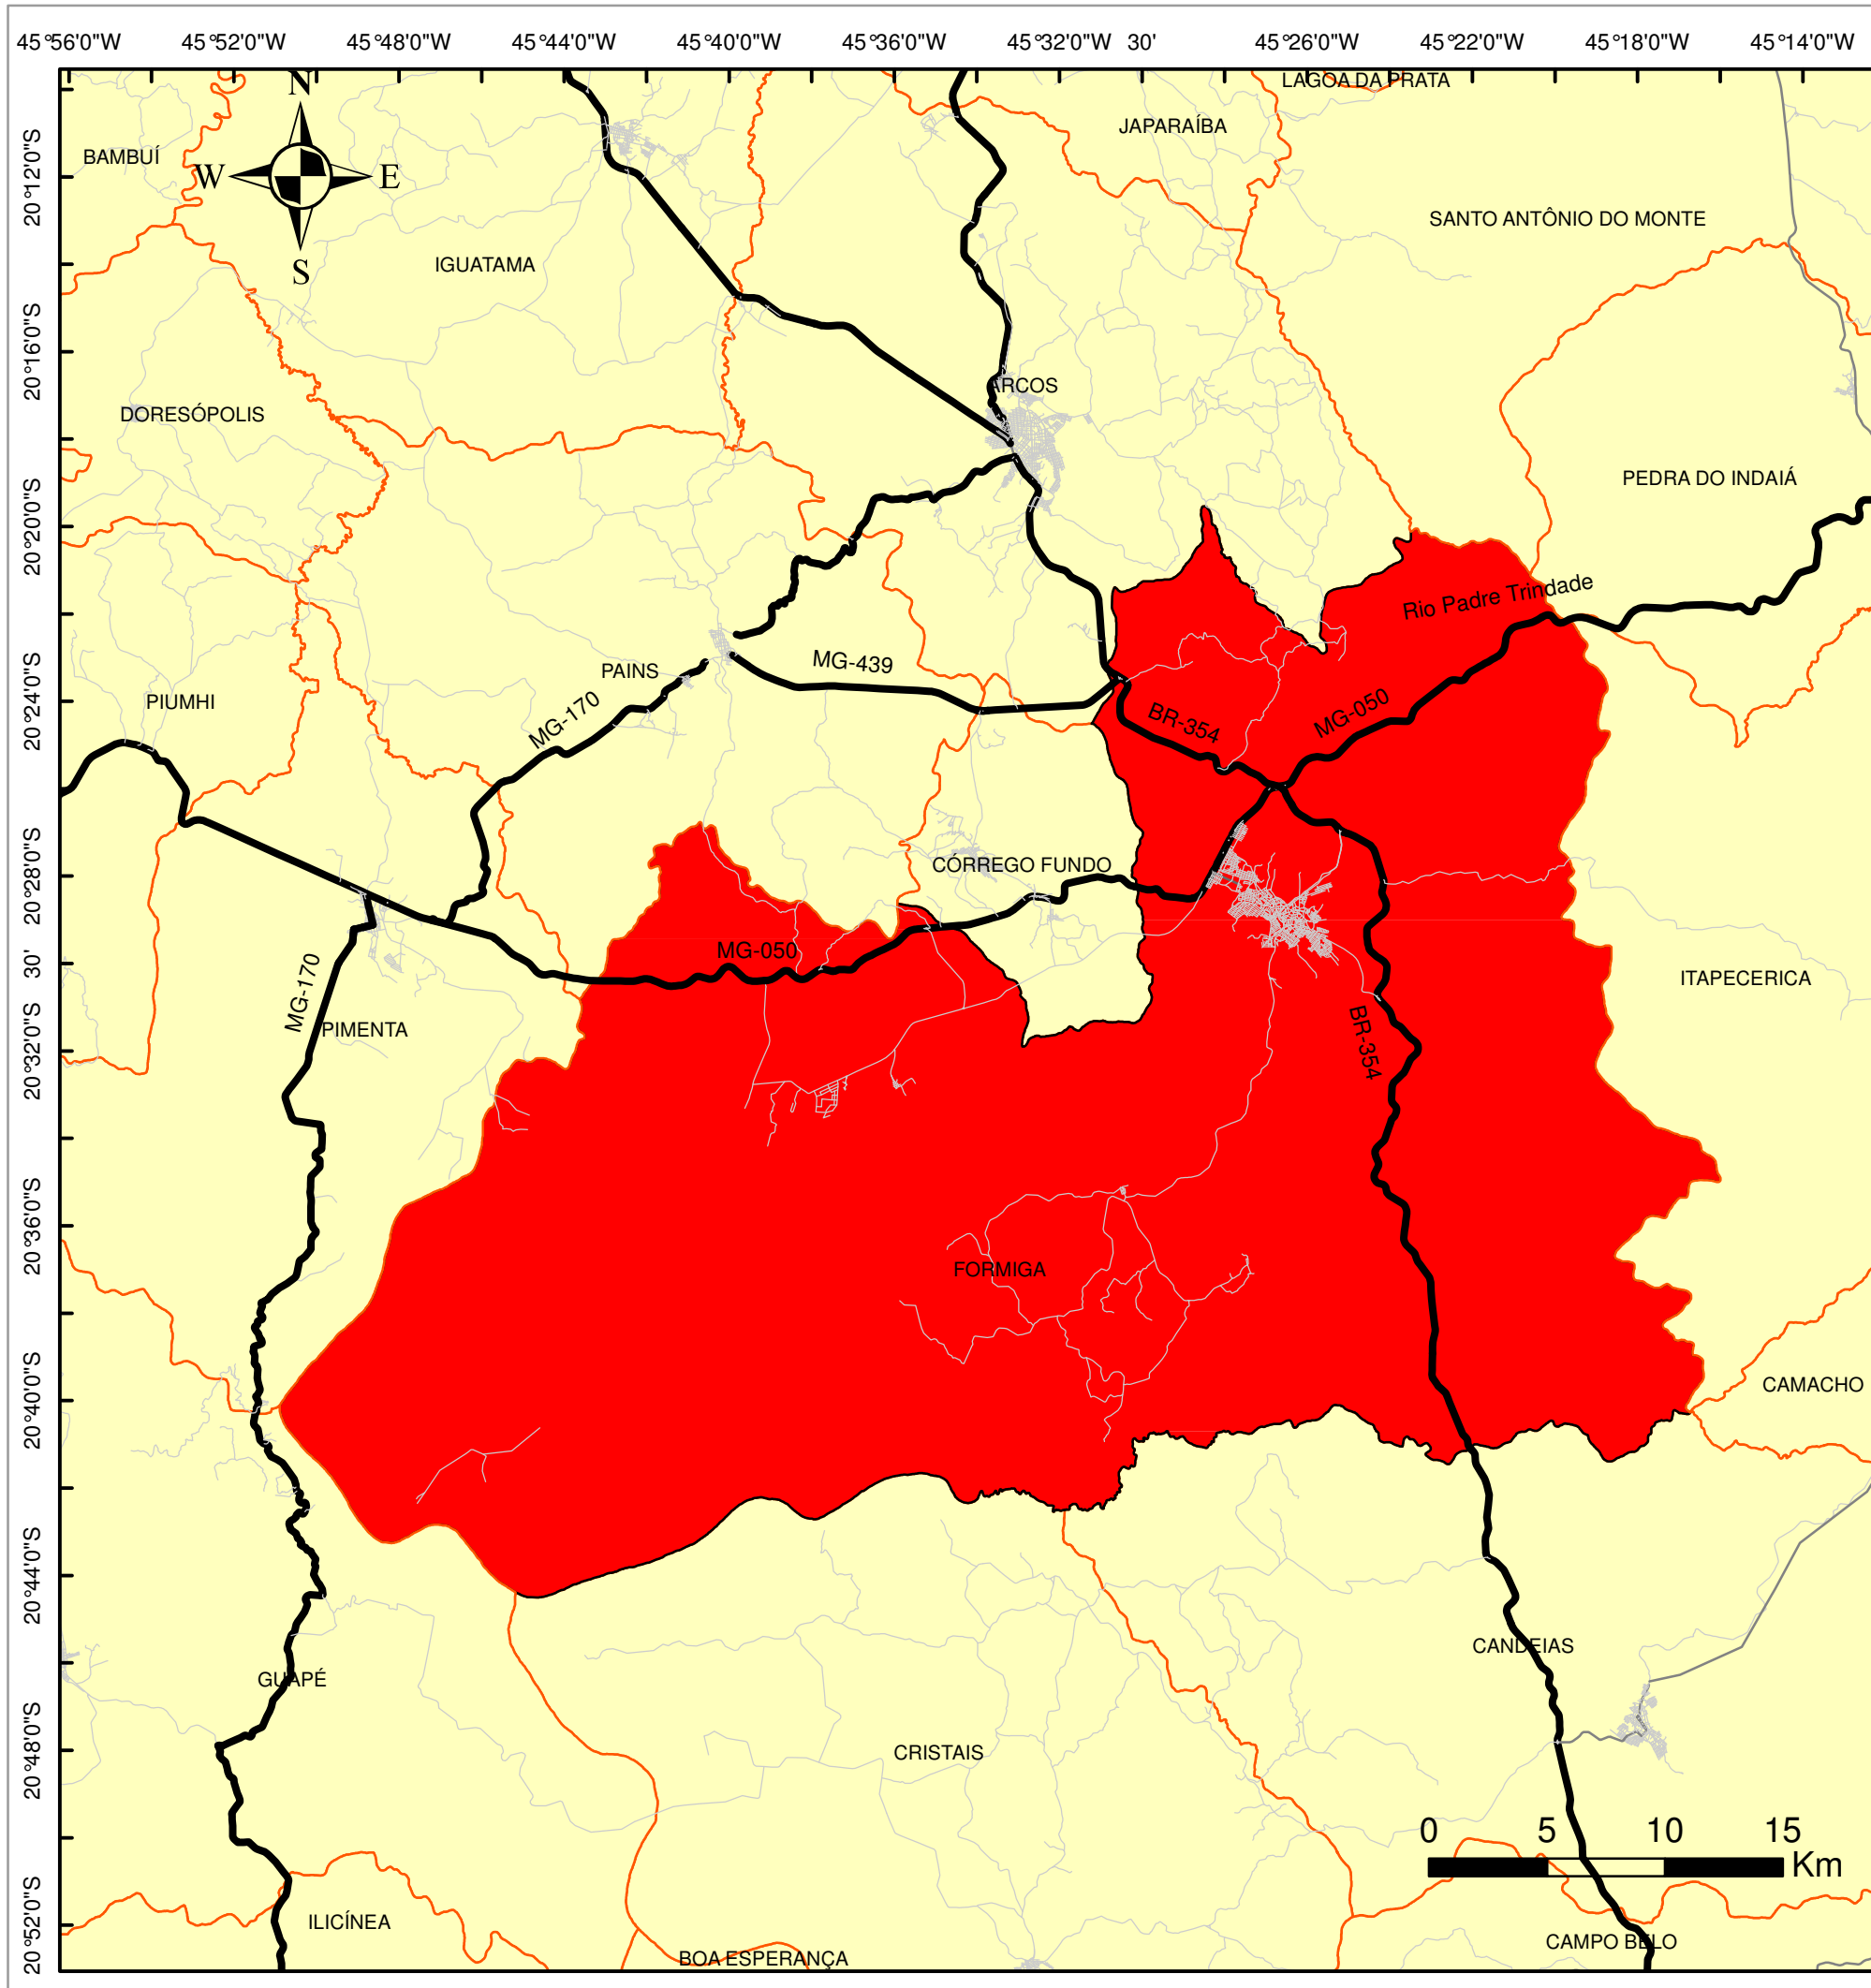 45°56'0"W
45°52'0"W
45°48'0"W
45°44'0"W
45°40'0"W
45°36'0"W
45°32'0"W
30'
45°26'0"W
45°22'0"W
45°18'0"W
45°14'0"W
LAGOA DA PRATA
N
JAPARAÍBA
BAMBUÍ
W
E
20°12'0"S
SANTO ANTÔNIO DO MONTE
IGUATAMA
S
20°16'0"S
ARCOS
DORESÓPOLIS
PEDRA DO INDAIÁ
20°20'0"S
Rio Padre Trindade
MG-439
PAINS
PIUMHI
20°24'0"S
MG-170
BR-354
MG-050
CÓRREGO FUNDO
20°28'0"S
MG-050
30'
ITAPECERICA
MG-170
PIMENTA
20°32'0"S
BR-354
20°36'0"S
FORMIGA
CAMACHO
20°40'0"S
20°44'0"S
CANDEIAS
GUAPÉ
20°48'0"S
CRISTAIS
0 5 10 15
Km
20°52'0"S
ILICÍNEA
CAMPO BELO
BOA ESPERANÇA